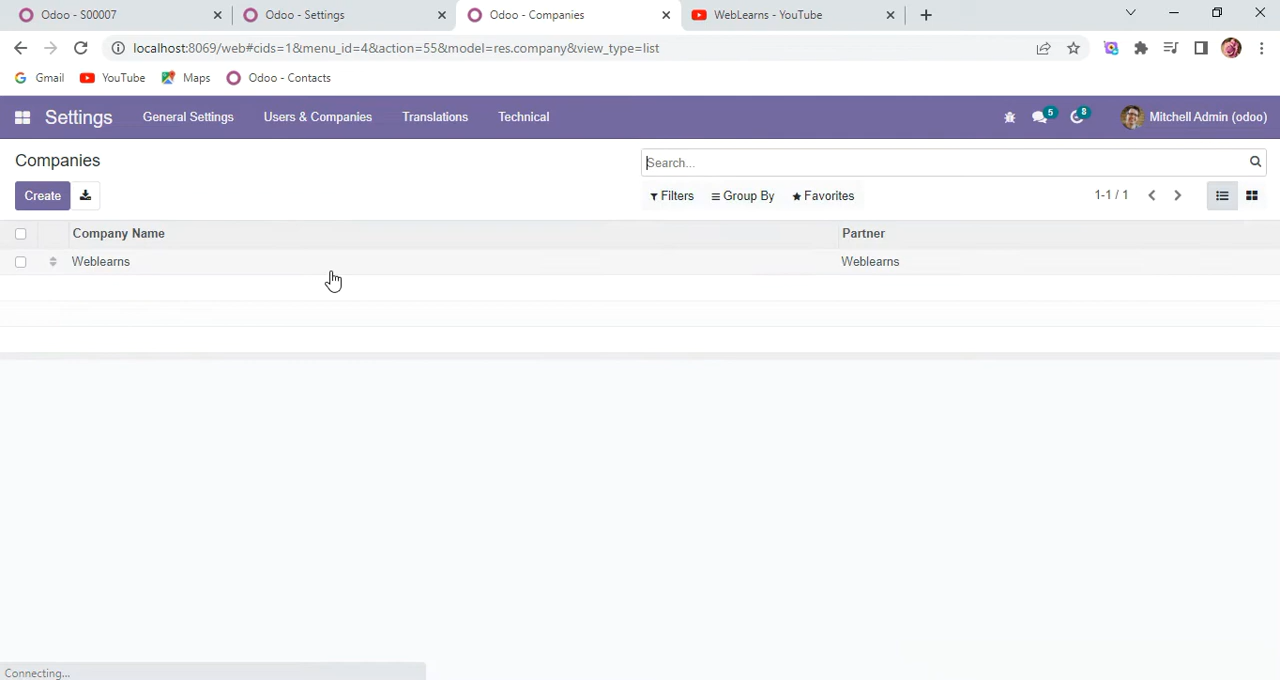 Odoo - S00007
Odoo - Settings
Odoo - Companies
WebLearns - YouTube
localhost:8069/web#cids=1&menu_id=4&action=55&model=res.company&view_type=list
Gmail
YouTube
Maps
Odoo - Contacts
Settings
General Settings
Users & Companies
Translations
Technical
5
8
Mitchell Admin (odoo)
Companies
Search...
Create
Filters
Group By
Favorites
1-1 / 1
Company Name
Partner
Weblearns
Weblearns
Connecting...